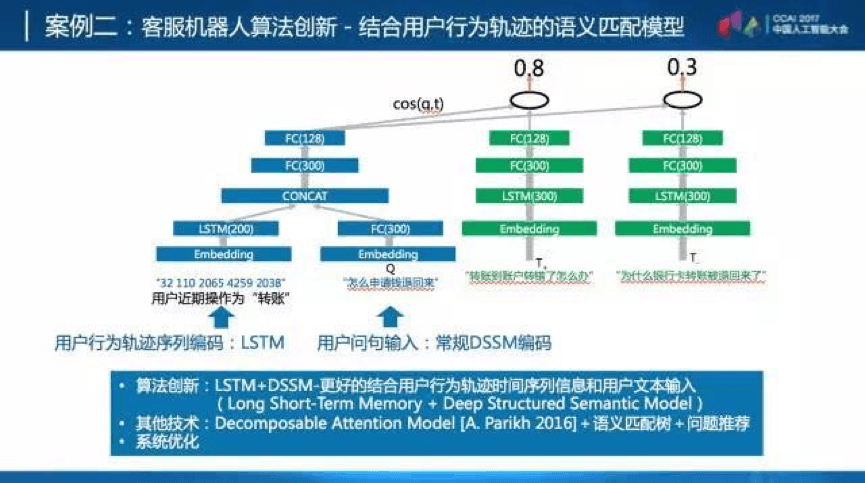 案例二：客服机器人算法创新 - 结合用户行为轨迹的语义匹配模型
CCAI 2017
中国人工智能大会
0.8
0.3
cos(q,t)
FC(128)
FC(128)
FC(128)
FC(300)
FC(300)
FC(300)
CONCAT
LSTM(300)
LSTM(300)
LSTM(200)
FC(300)
Embedding
Embedding
Embedding
Embedding
Q
T+
T-
"32 110 2065 4259 2038"
"怎么申请钱退回来"
"转账到账户转错了怎么办"
"为什么银行卡转账被退回来了"
用户近期操作为"转账"
用户行为轨迹序列编码：LSTM
用户问句输入：常规DSSM编码
• 算法创新：LSTM+DSSM-更好的结合用户行为轨迹时间序列信息和用户文本输入
（Long Short-Term Memory + Deep Structured Semantic Model）
• 其他技术：Decomposable Attention Model [A. Parikh 2016]＋语义匹配树＋问题推荐
• 系统优化